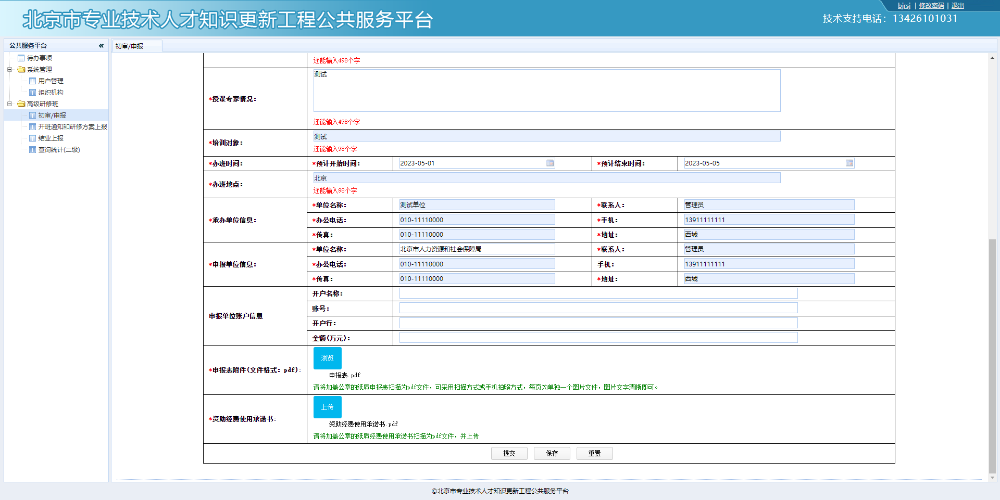 北京市专业技术人才知识更新工程公共服务平台
bjrsj | 修改密码 | 退出
技术支持电话：13426101031
公共服务平台
待办事项
系统管理
用户管理
组织机构
高级研修班
初审/申报
开班通知和研修方案上报
结业上报
查询统计(二级)
初审/申报
还能输入498个字
*授课专家情况：
测试
还能输入498个字
*培训对象：
测试
还能输入98个字
*办班时间： *预计开始时间： 2023-05-01 *预计结束时间： 2023-05-05
*办班地点：
北京
还能输入98个字
*承办单位信息：
*单位名称： 测试单位 *联系人： 管理员
*办公电话： 010-11110000 *手机： 13911111111
*传真： 010-11110000 *地址： 西城
*申报单位信息：
*单位名称： 北京市人力资源和社会保障局 *联系人： 管理员
*办公电话： 010-11110000 手机： 13911111111
*传真： 010-11110000 *地址： 西城
申报单位账户信息
开户名称：
账号：
开户行：
金额(万元)：
*申报表附件(文件格式：pdf)：
浏览
申报表.pdf
请将加盖公章的纸质申报表扫描为pdf文件，可采用扫描方式或手机拍照方式，每页为单独一个图片文件，图片文字清晰即可。
*资助经费使用承诺书：
上传
资助经费使用承诺书.pdf
请将加盖公章的纸质经费使用承诺书扫描为pdf文件，并上传
提交 保存 重置
©北京市专业技术人才知识更新工程公共服务平台